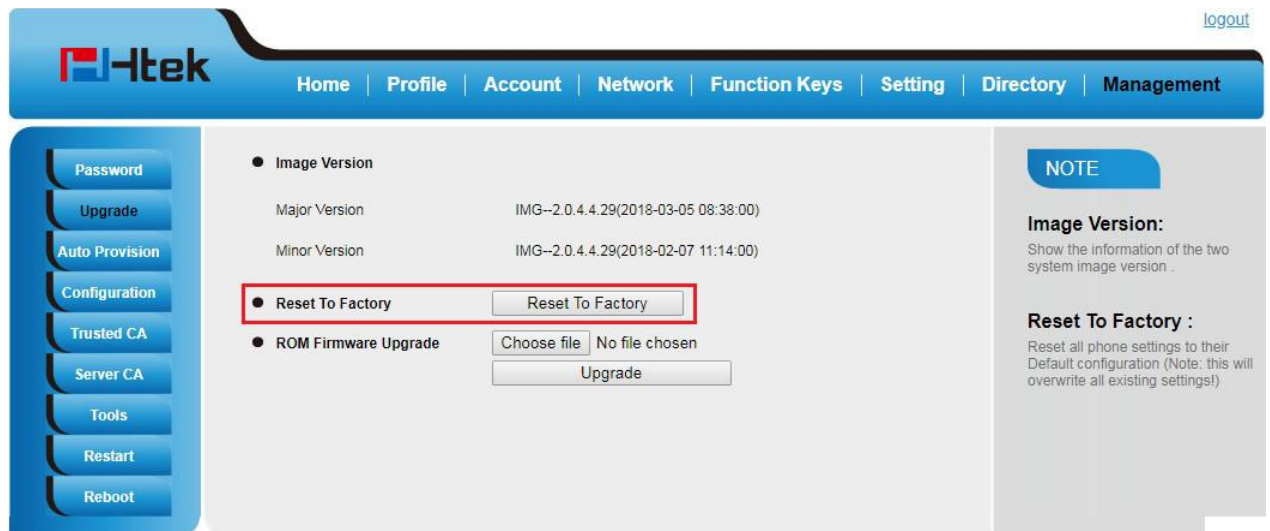 logout
Htek
Home | Profile | Account | Network | Function Keys | Setting | Directory | Management
Password
Upgrade
Auto Provision
Configuration
Trusted CA
Server CA
Tools
Restart
Reboot
Image Version
Major Version IMG--2.0.4.4.29(2018-03-05 08:38:00)
Minor Version IMG--2.0.4.4.29(2018-02-07 11:14:00)
Reset To Factory Reset To Factory
ROM Firmware Upgrade Choose file No file chosen
Upgrade
NOTE
Image Version:
Show the information of the two
system image version .
Reset To Factory :
Reset all phone settings to their
Default configuration (Note: this will
overwrite all existing settings!)